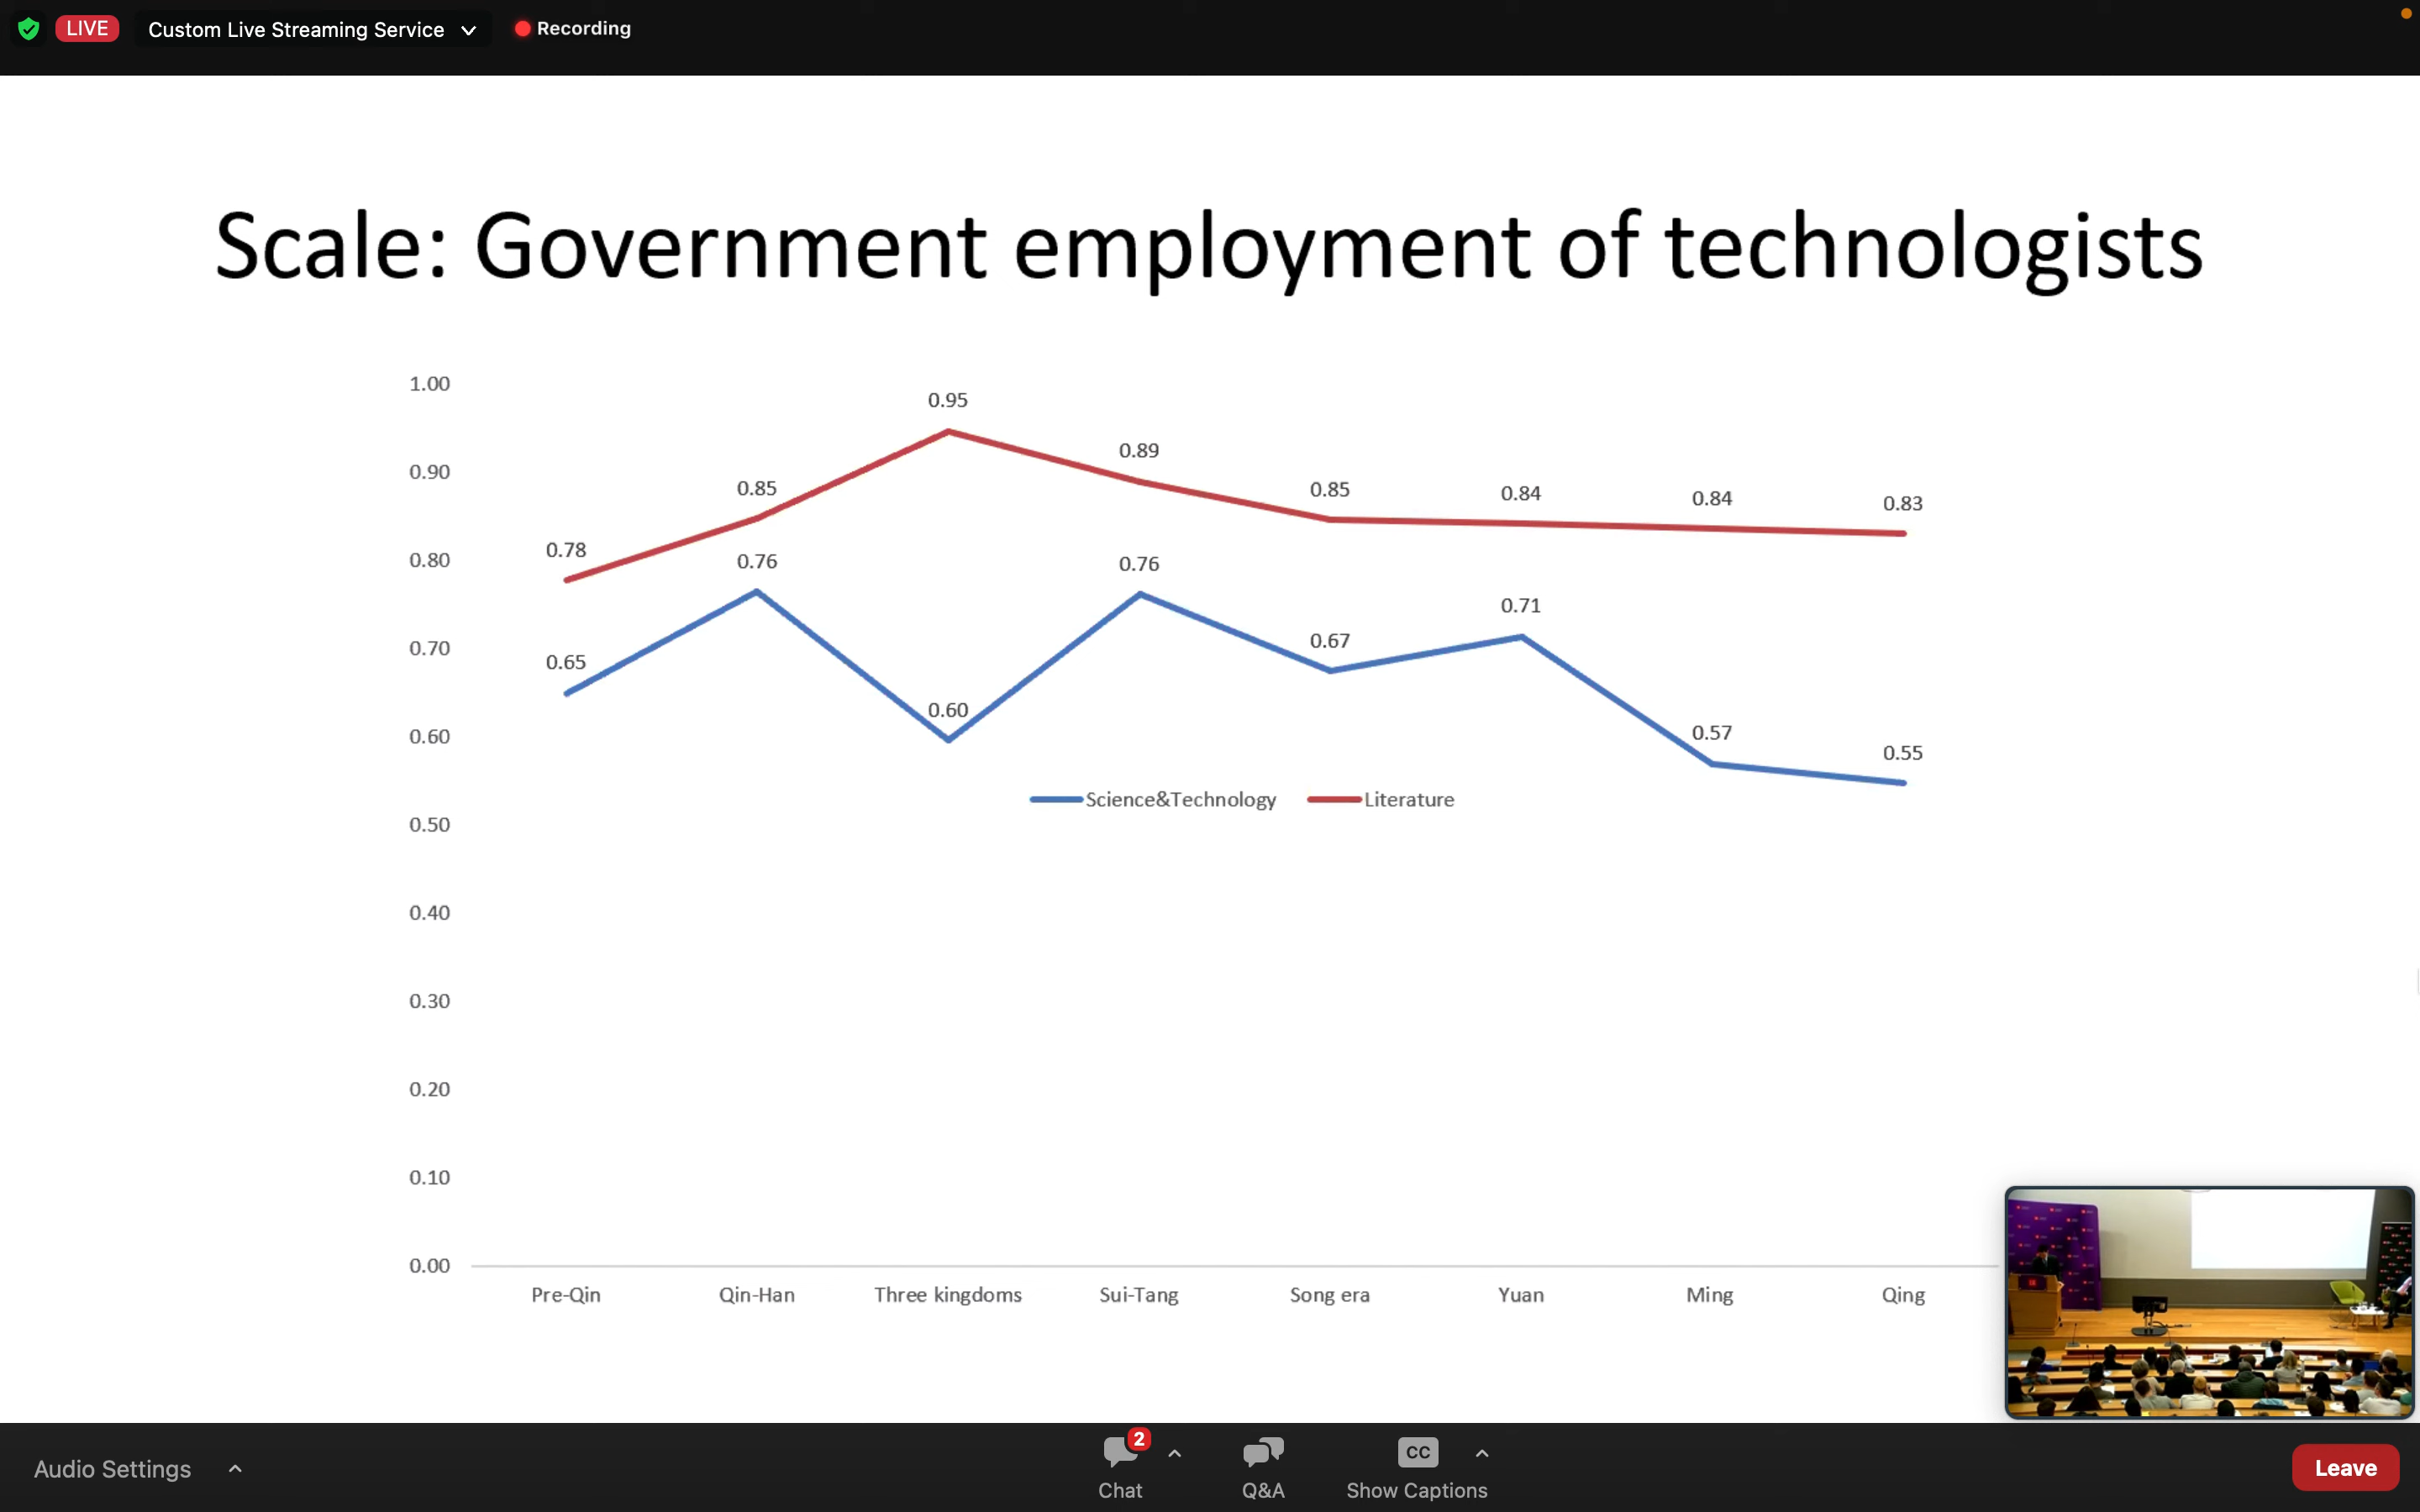 LIVE Custom Live Streaming Service Recording
Scale: Government employment of technologists
1.00
0.90
0.80
0.70
0.60
0.50
0.40
0.30
0.20
0.10
0.00
0.78 0.85 0.95 0.89 0.85 0.84 0.84 0.83
0.65 0.76 0.60 0.76 0.67 0.71 0.57 0.55
Science&Technology Literature
Pre-Qin Qin-Han Three kingdoms Sui-Tang Song era Yuan Ming Qing
Audio Settings
2
Chat
Q&A
CC
Show Captions
Leave